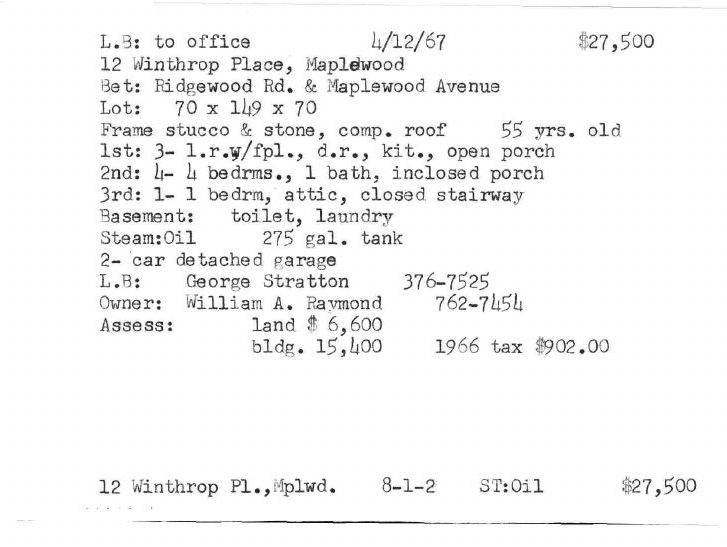 L.B: to office 4/12/67 $27,500
12 Winthrop Place, Maplewood
Bet: Ridgewood Rd. & Maplewood Avenue
Lot: 70 x 149 x 70
Frame stucco & stone, comp. roof 55 yrs. old
1st: 3- l.r.w/fpl., d.r., kit., open porch
2nd: 4- 4 bedrms., 1 bath, inclosed porch
3rd: 1- 1 bedrm, attic, closed stairway
Basement: toilet, laundry
Steam:Oil 275 gal. tank
2- car detached garage
L.B: George Stratton 376-7525
Owner: William A. Raymond 762-7454
Assess: land $ 6,600
bldg. 15,400 1966 tax $902.00
12 Winthrop Pl.,Mplwd. 8-1-2 ST:Oil $27,500